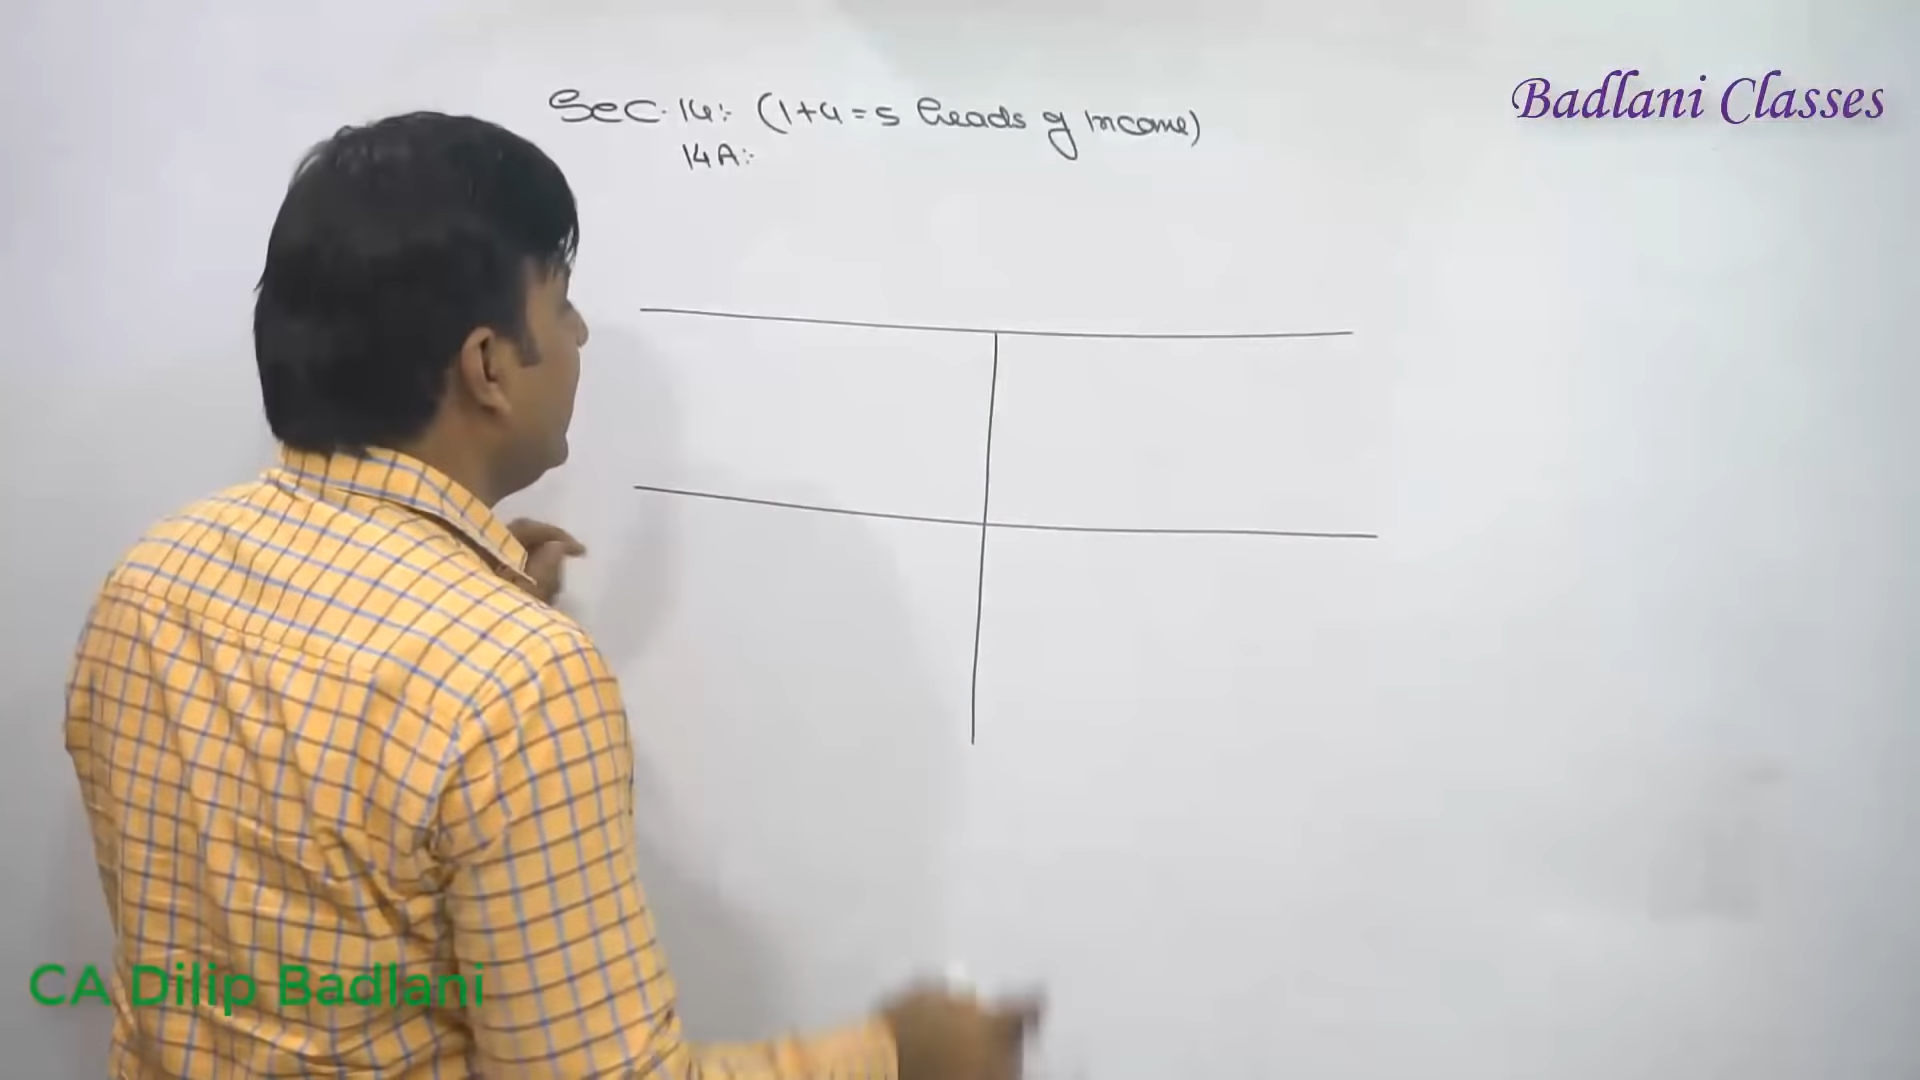 Sec. 14:- (1+4=5 heads of income)
14A:-
Badlani Classes
CA Dilip Badlani